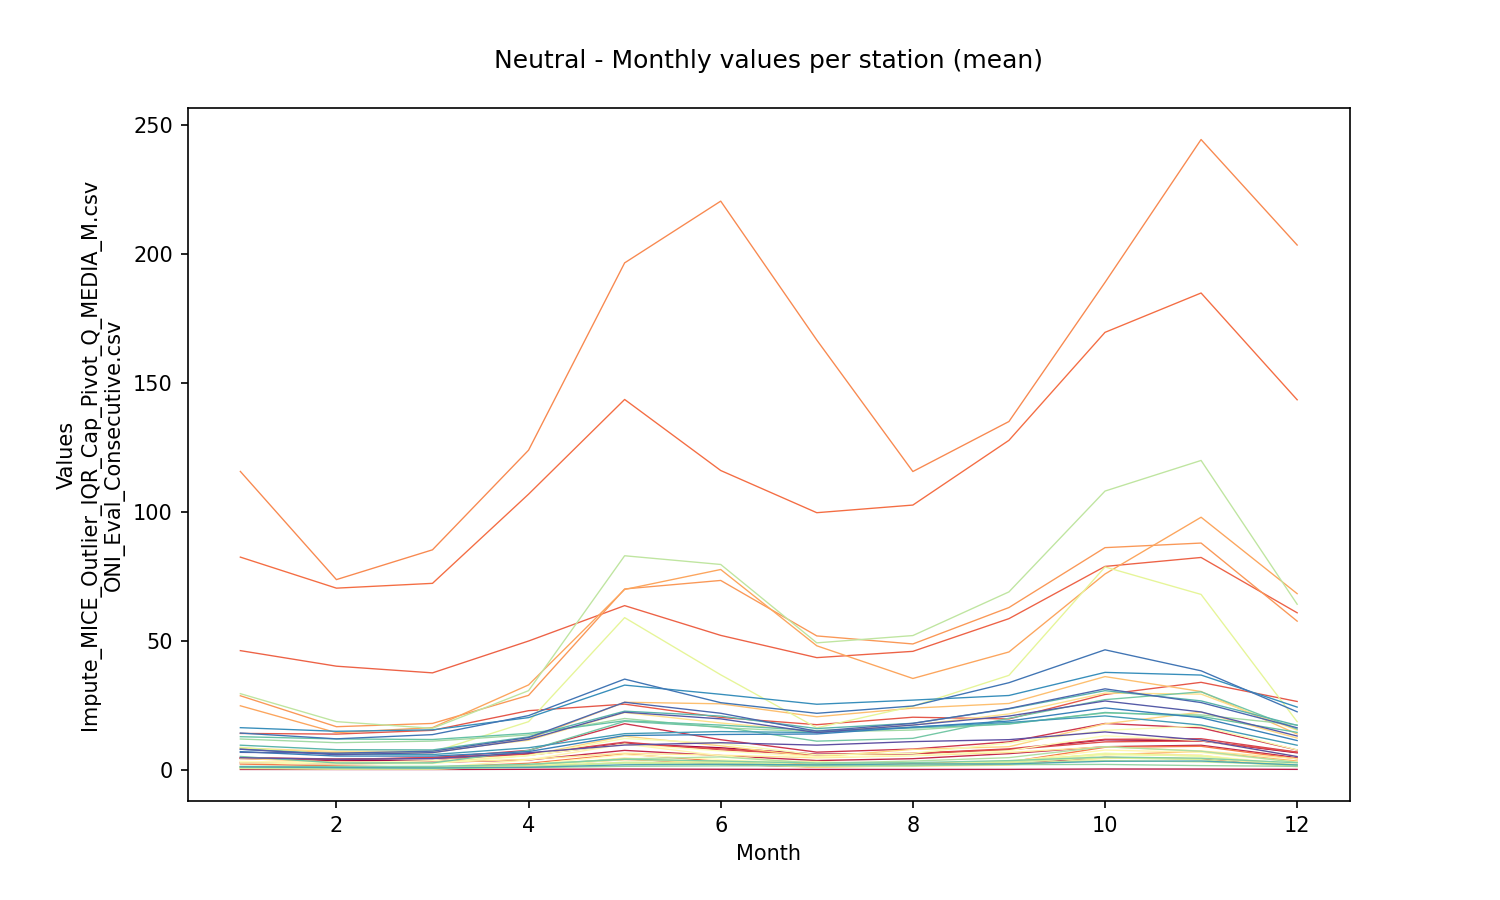 Neutral - Monthly values per station (mean)
250
200
150
100
50
0
Values
Impute_MICE_Outlier_IQR_Cap_Pivot_Q_MEDIA_M.csv
ONI_Eval_Consecutive.csv
2
4
6
8
10
12
Month